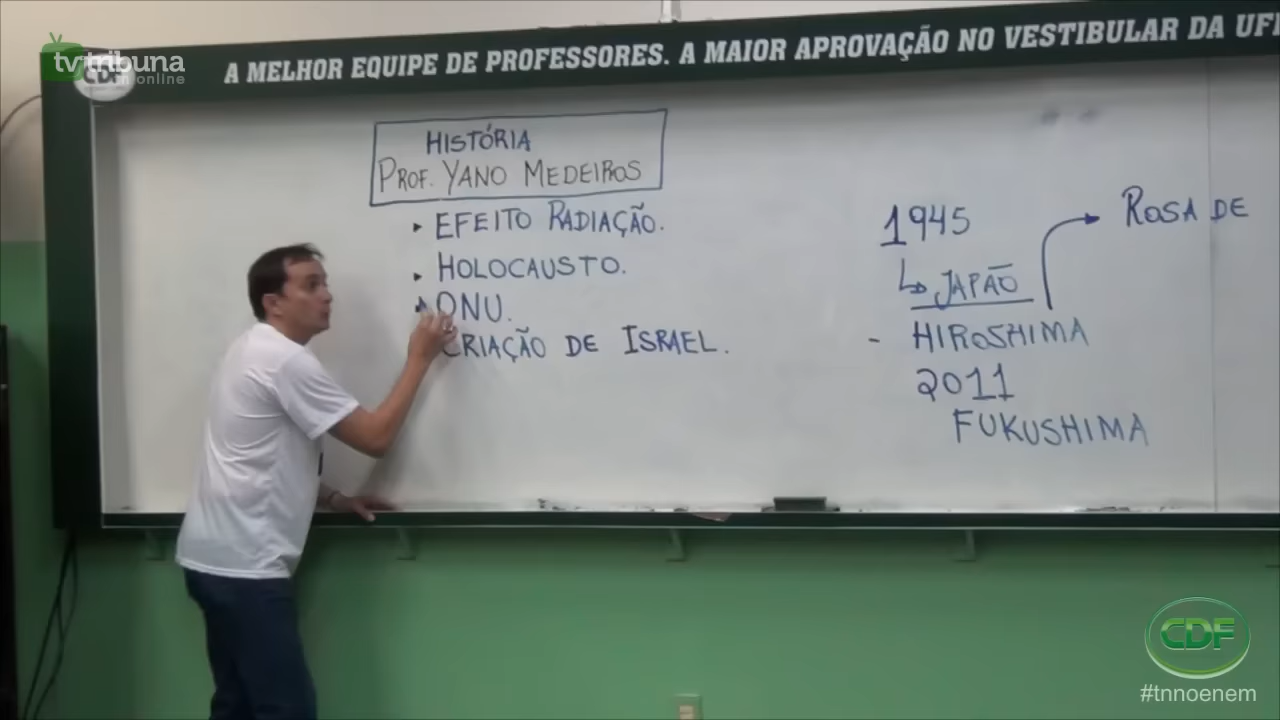 tvtribuna
online
CDF
A MELHOR EQUIPE DE PROFESSORES. A MAIOR APROVAÇÃO NO VESTIBULAR DA
HISTÓRIA
PROF. YANO MEDEIROS
EFEITO RADIAÇÃO.
HOLOCAUSTO.
ONU.
CRIAÇÃO DE ISRAEL.
1945
JAPÃO
- HIROSHIMA
2011
FUKUSHIMA
ROSA DE
CDF
#tnnoenem